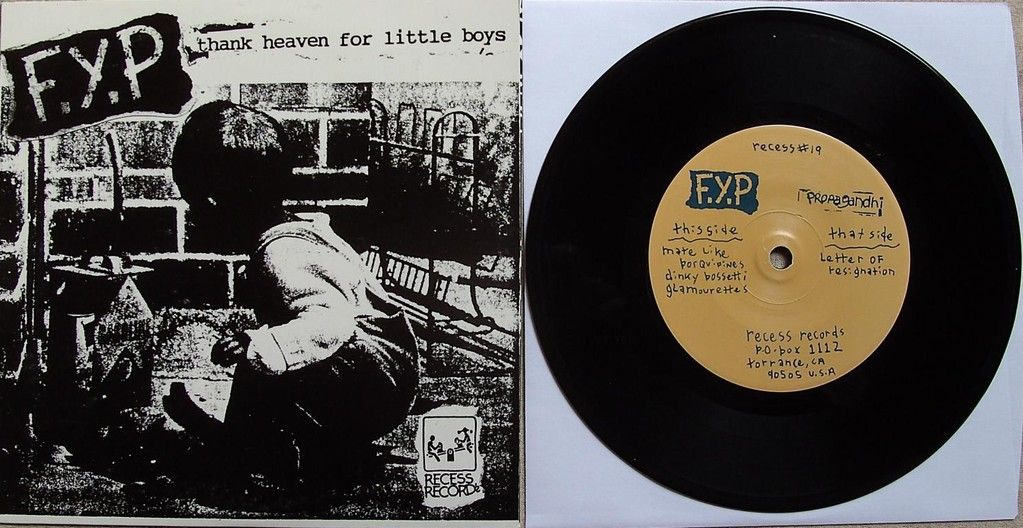 F.Y.P
thank heaven for little boys
RECESS
RECORDS
recess#19
F.Y.P
PROPAGANDHI
this side
that side
mate like
porqupines
dinky bossetti
glamourettes
Letter of
resignation
recess records
P.O. box 1112
torrance, CA
90505 U.S.A